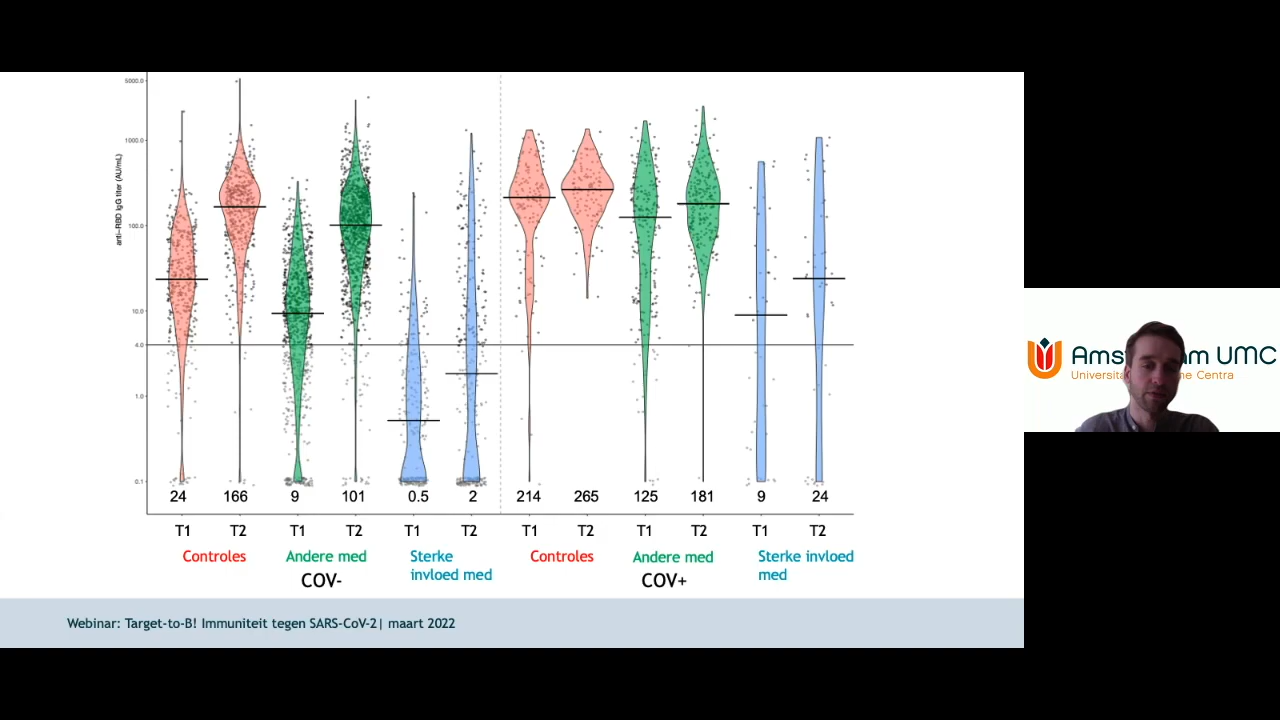 5000.0
1000.0
100.0
10.0
4.0
1.0
0.1
anti-RBD IgG titer (AU/mL)
24 166 9 101 0.5 2 214 265 125 181 9 24
T1 T2 T1 T2 T1 T2 T1 T2 T1 T2 T1 T2
Controles Andere med Sterke invloed med Controles Andere med Sterke invloed med
COV- COV+
Webinar: Target-to-B! Immuniteit tegen SARS-CoV-2| maart 2022
UMC
Centra